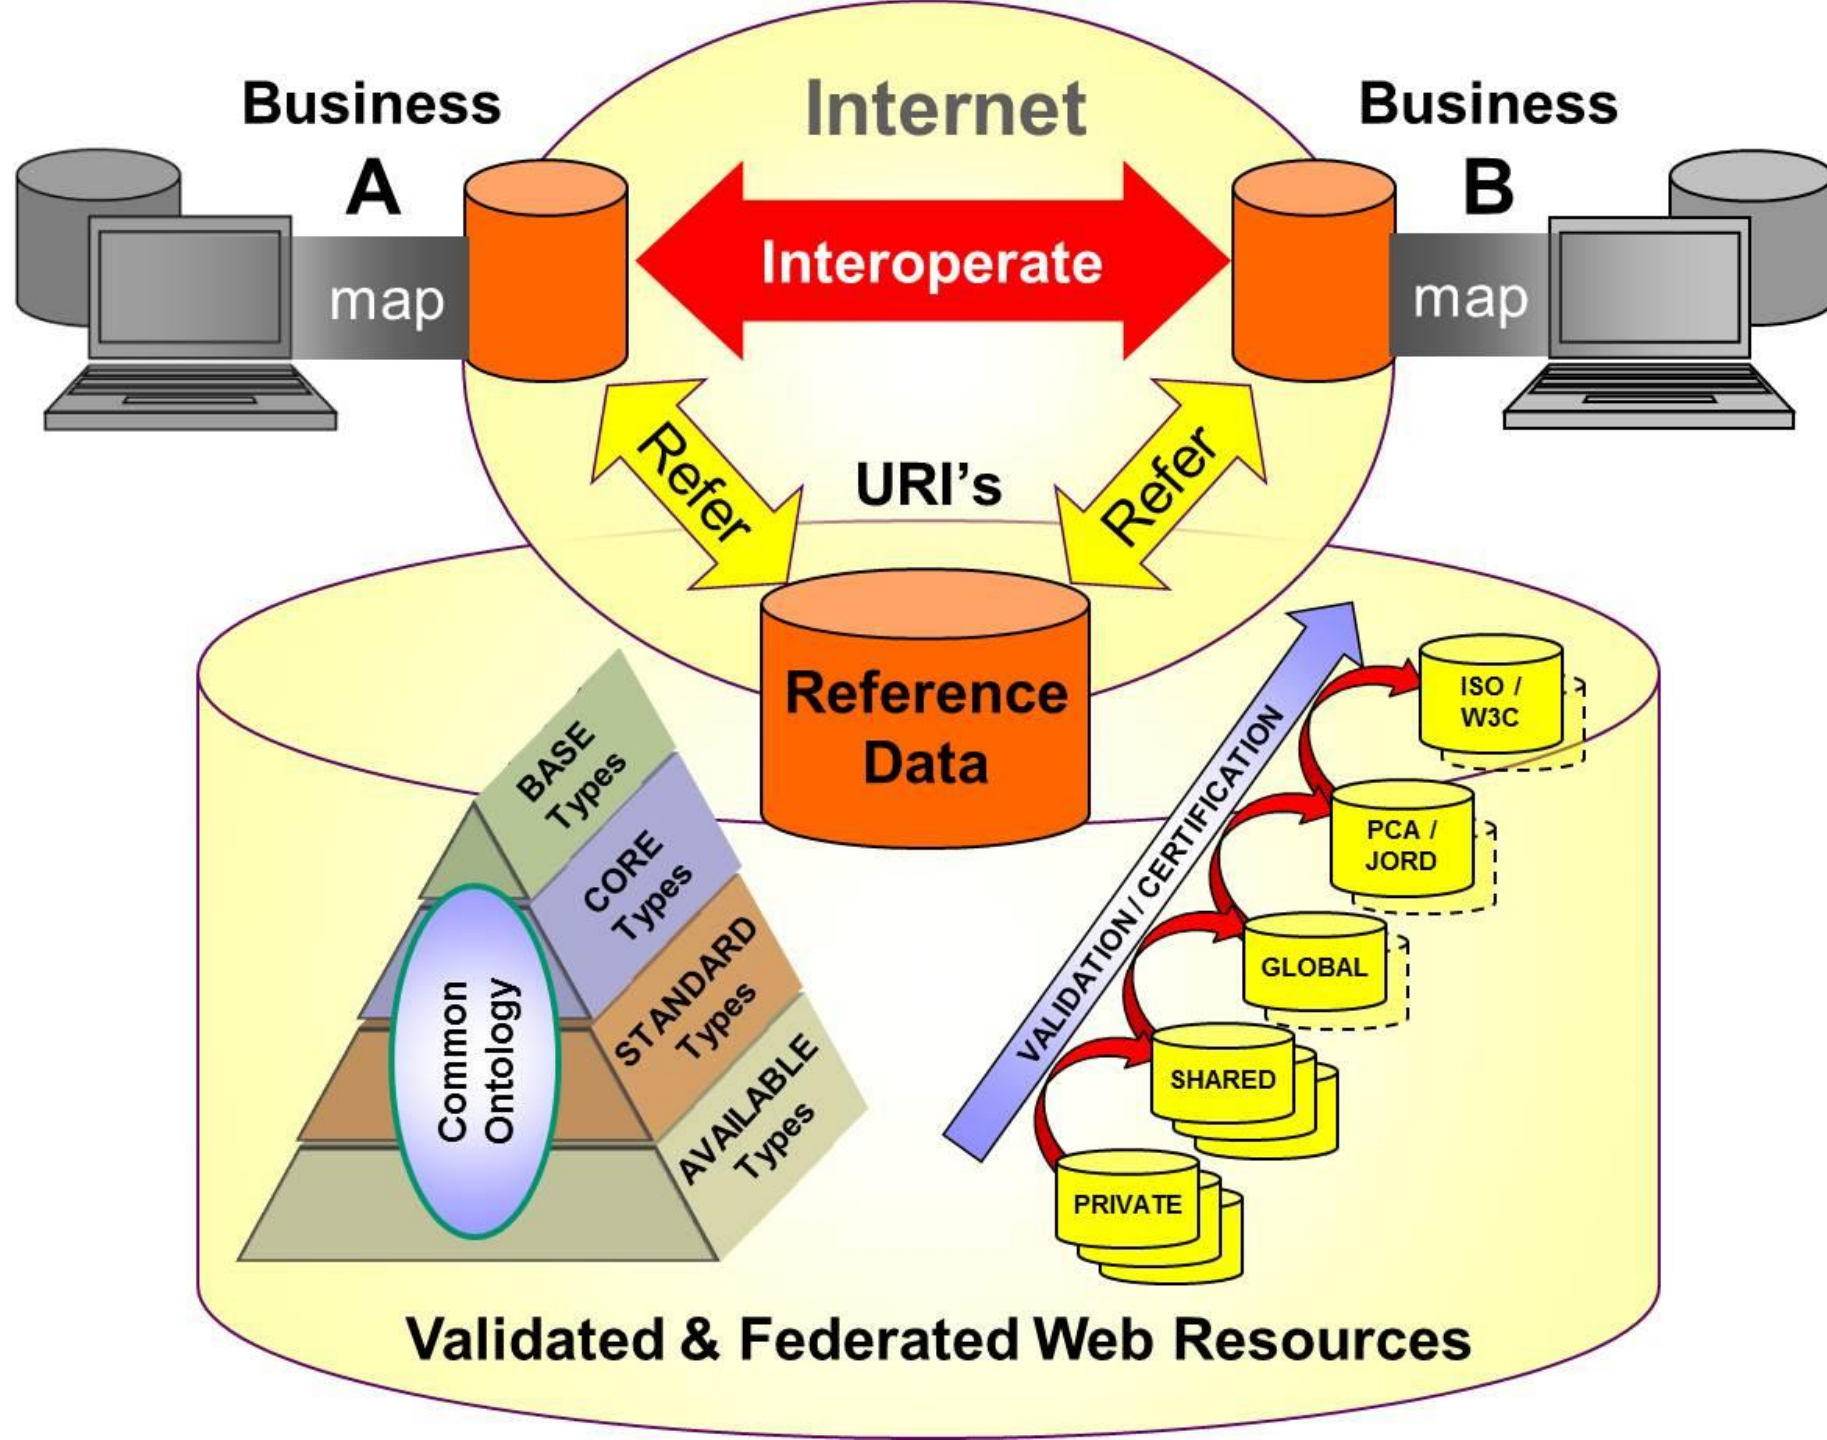 Internet
Business
A
Business
B
map
Interoperate
map
Refer
URI's
Refer
Reference
Data
BASE
Types
CORE
Types
STANDARD
Types
AVAILABLE
Types
Common
Ontology
VALIDATION / CERTIFICATION
ISO /
W3C
PCA /
JORD
GLOBAL
SHARED
PRIVATE
Validated & Federated Web Resources